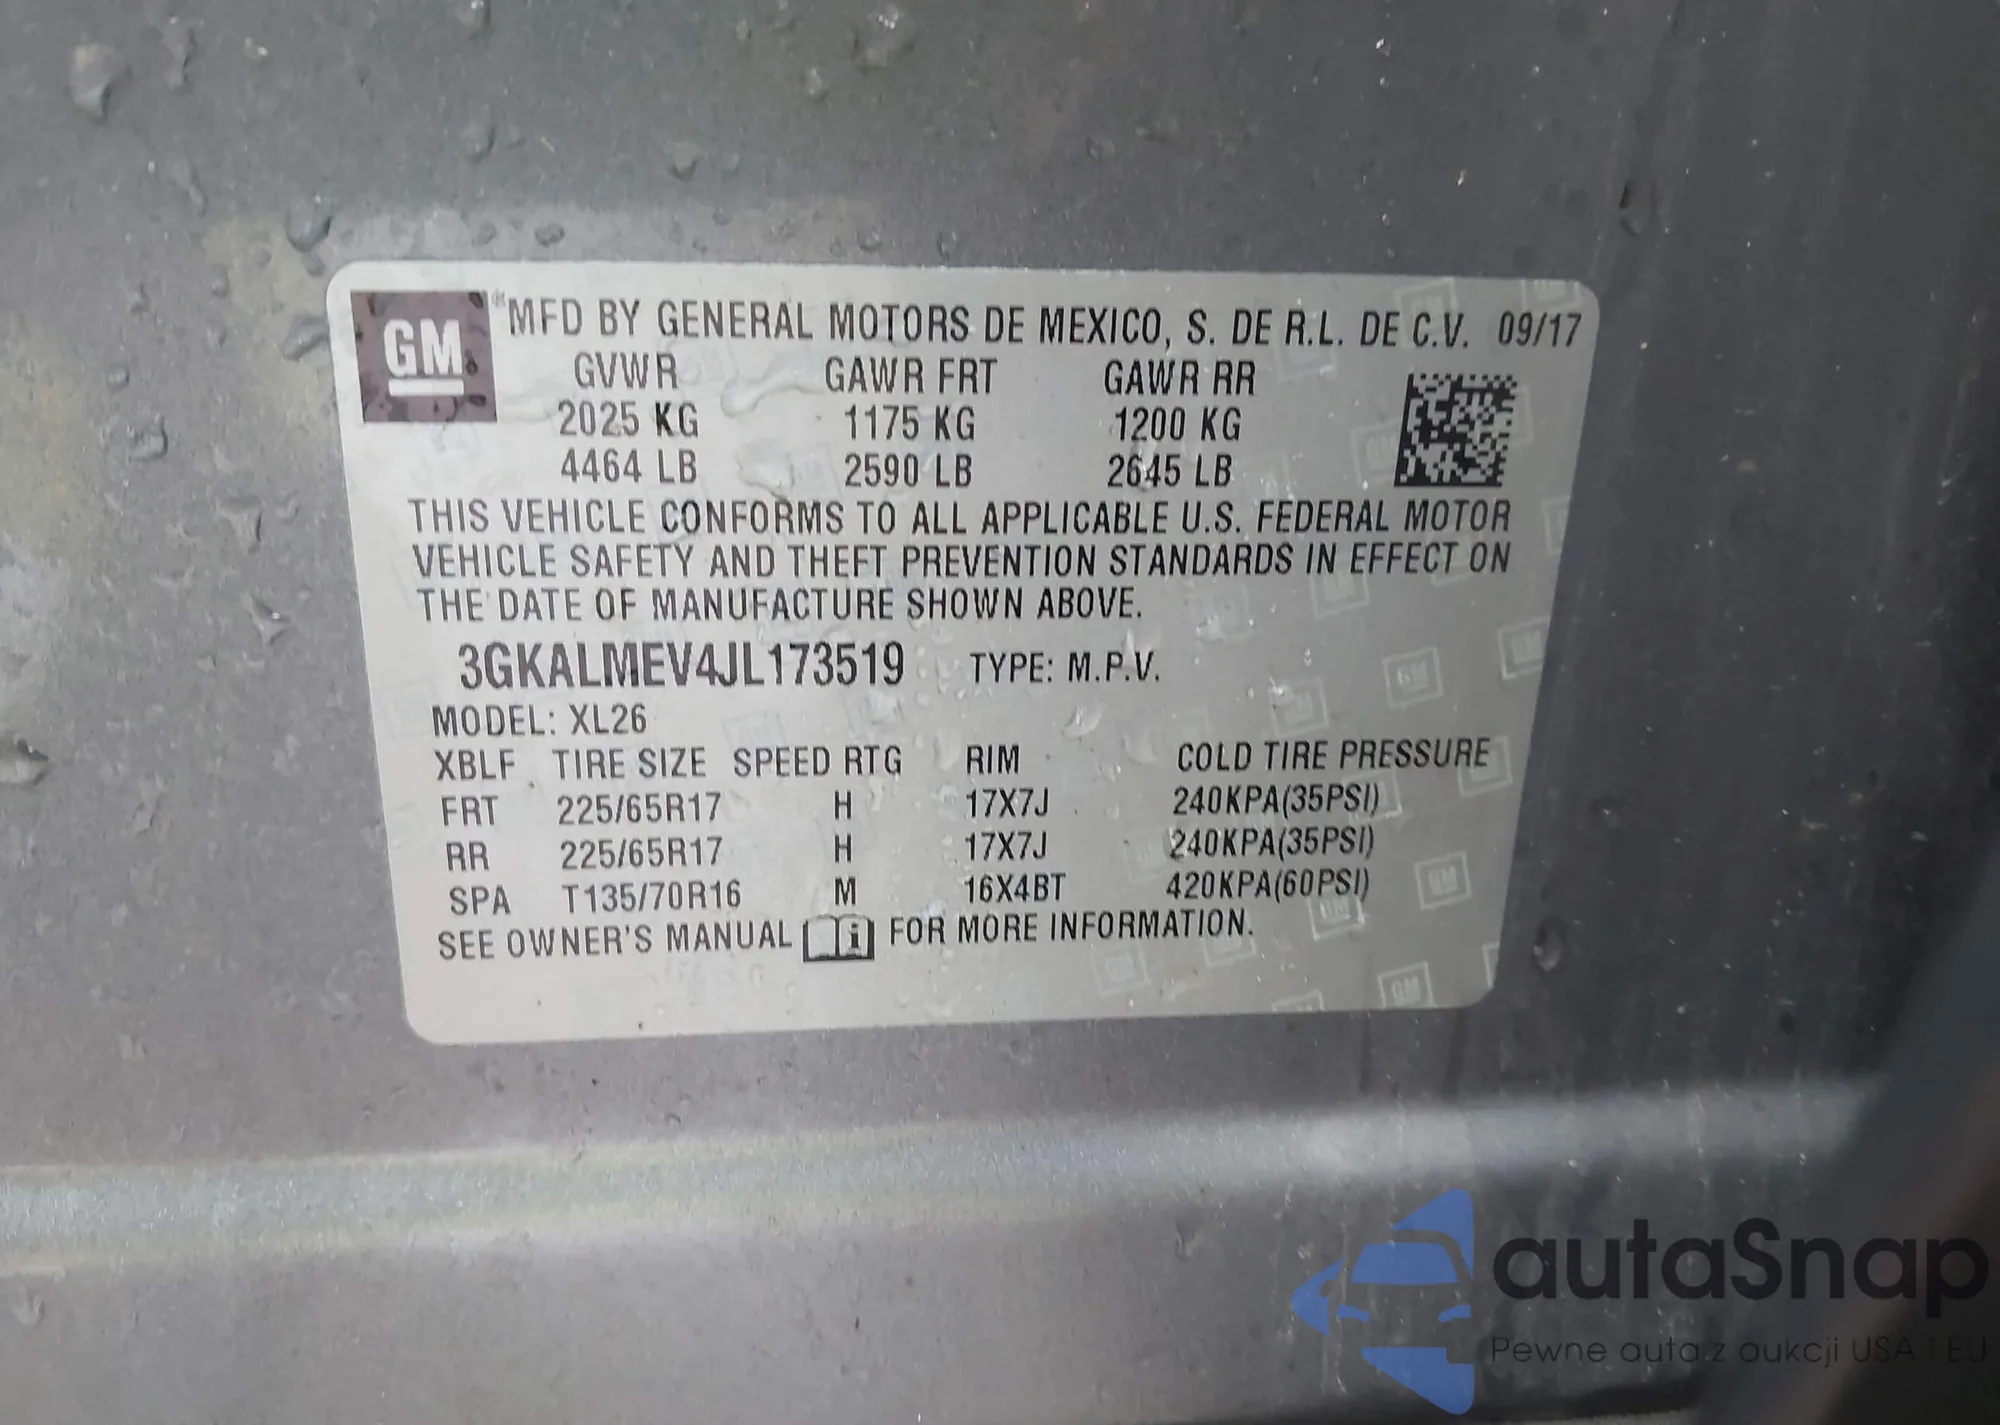 GM
MFD BY GENERAL MOTORS DE MEXICO, S. DE R.L. DE C.V. 09/17
GVWR GAWR FRT GAWR RR
2025 KG 1175 KG 1200 KG
4464 LB 2590 LB 2645 LB
THIS VEHICLE CONFORMS TO ALL APPLICABLE U.S. FEDERAL MOTOR
VEHICLE SAFETY AND THEFT PREVENTION STANDARDS IN EFFECT ON
THE DATE OF MANUFACTURE SHOWN ABOVE.
3GKALMEV4JL173519 TYPE: M.P.V.
MODEL: XL26
XBLF TIRE SIZE SPEED RTG RIM COLD TIRE PRESSURE
FRT 225/65R17 H 17X7J 240KPA(35PSI)
RR 225/65R17 H 17X7J 240KPA(35PSI)
SPA T135/70R16 M 16X4BT 420KPA(60PSI)
SEE OWNER'S MANUAL i FOR MORE INFORMATION.
autaSnap
Pewne auta z aukcji USA i EU